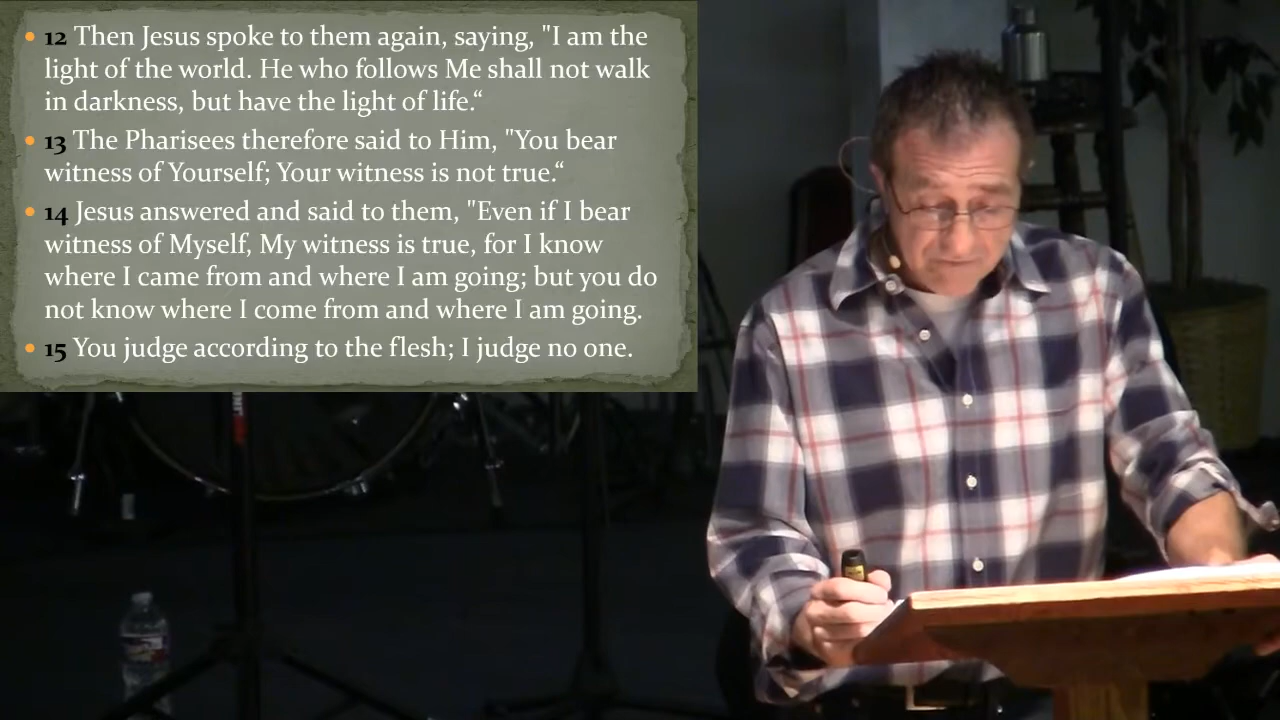 12 Then Jesus spoke to them again, saying, "I am the
light of the world. He who follows Me shall not walk
in darkness, but have the light of life.“
13 The Pharisees therefore said to Him, "You bear
witness of Yourself; Your witness is not true.“
14 Jesus answered and said to them, "Even if I bear
witness of Myself, My witness is true, for I know
where I came from and where I am going; but you do
not know where I come from and where I am going.
15 You judge according to the flesh; I judge no one.